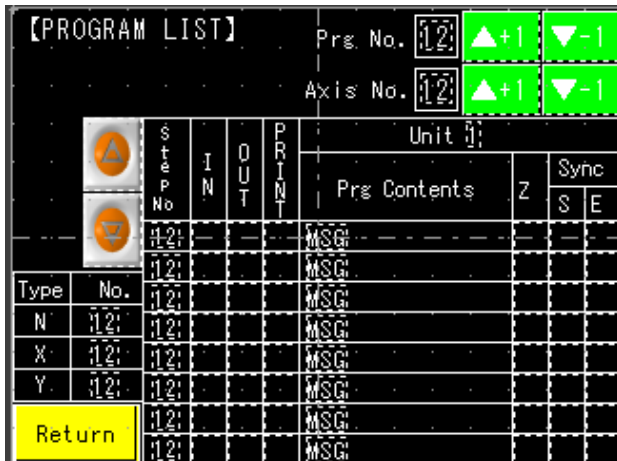 【PROGRAM LIST】
Prg No. 12 ▲+1 ▼-1
Axis No. 12 ▲+1 ▼-1
Step No
IN
OUT
PRINT
Unit 1
Prg Contents
Z
Sync
S E
12 MSG
12 MSG
12 MSG
12 MSG
12 MSG
12 MSG
12 MSG
12 MSG
Type No.
N 12
X 12
Y 12
Return